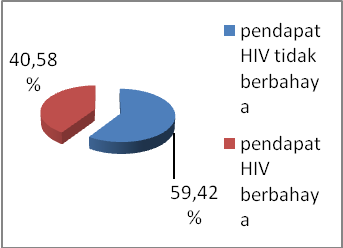 40,58
%
59,42
%
pendapat
HIV tidak
berbahay
a
pendapat
HIV
berbahay
a